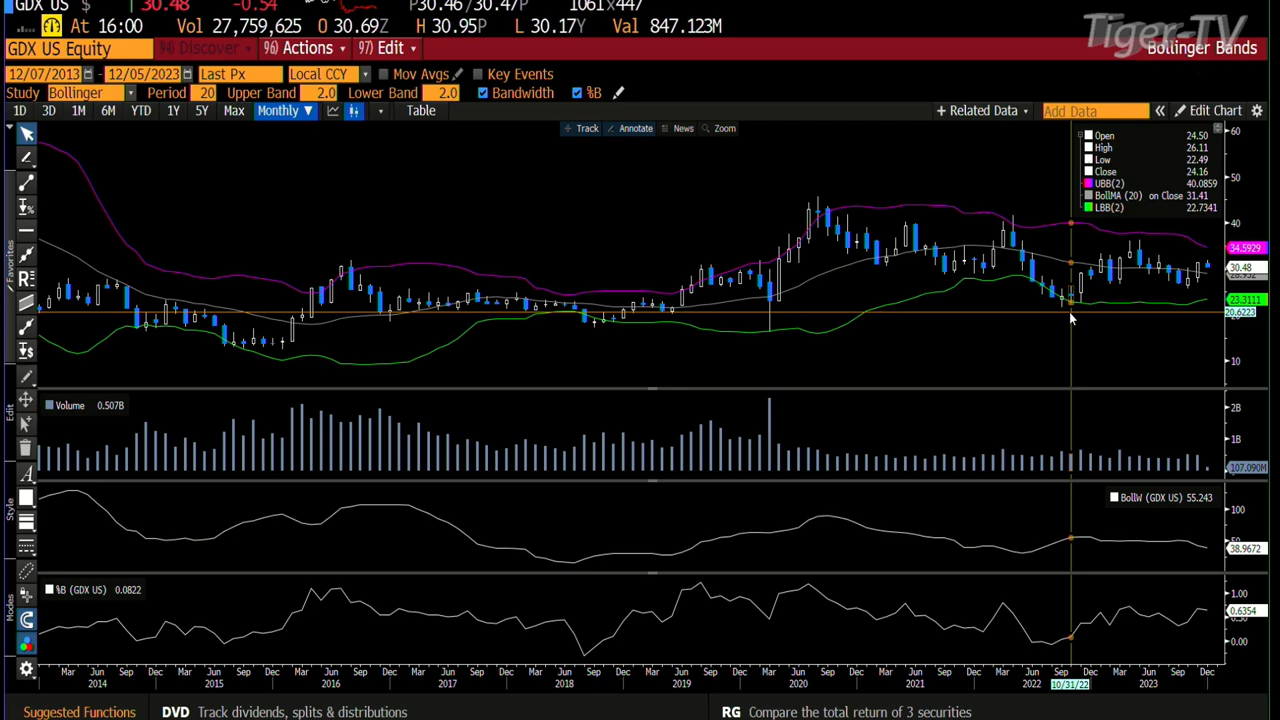 GDX US $ 30.48 -0.54 P30.46/30.47P 1061x447
At 16:00 Vol 27,759,625 O 30.69Z H 30.95P L 30.17Y Val 847.123M
Tiger-TV
GDX US Equity 94) Discover 96) Actions 97) Edit Bollinger Bands
12/07/2013 - 12/05/2023 Last Px Local CCY Mov Avgs Key Events
Study Bollinger Period 20 Upper Band 2.0 Lower Band 2.0 Bandwidth %B
1D 3D 1M 6M YTD 1Y 5Y Max Monthly ▼ Table + Related Data Add Data « Edit Chart
Track Annotate News Zoom
Open 24.50
High 26.11
Low 22.49
Close 24.16
UBB(2) 40.0859
BollMA (20) on Close 31.41
LBB(2) 22.7341
60
50
40
34.5929
30.48
23.3111
20.6223
10
Favorites
Edit
Style
Modes
Volume 0.507B
2B
1B
107.090M
BollW (GDX US) 55.243
100
38.9672
%B (GDX US) 0.0822
1.00
0.6354
0.00
Mar Jun Sep Dec Mar Jun Sep Dec Mar Jun Sep Dec Mar Jun Sep Dec Mar Jun Sep Dec Mar Jun Sep Dec Mar Jun Sep Dec Mar Jun Sep Dec Mar Jun Sep Dec Mar Jun Sep Dec
2014 2015 2016 2017 2018 2019 2020 2021 2022 10/31/22 2023
Suggested Functions DVD Track dividends, splits & distributions RG Compare the total return of 3 securities